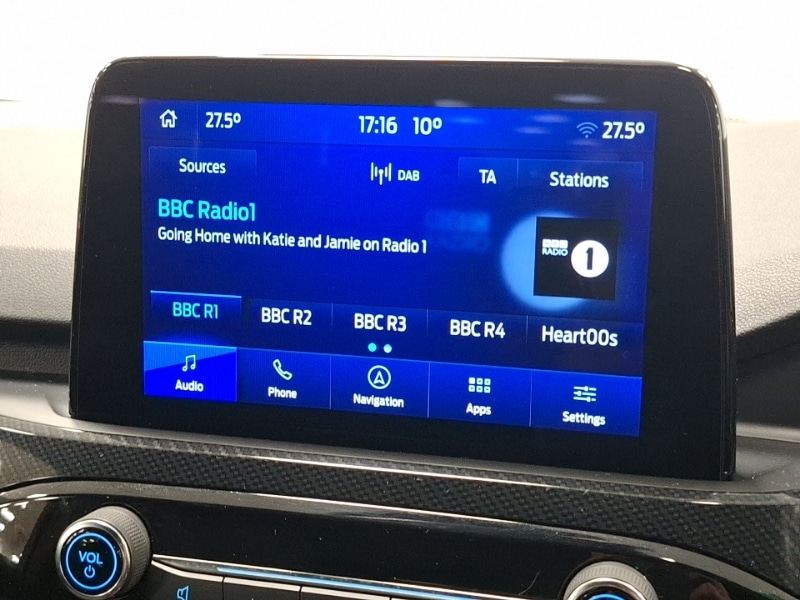 27.5° 17:16 10° 27.5°
Sources DAB TA Stations
BBC Radio1
Going Home with Katie and Jamie on Radio 1
BBC
RADIO 1
BBC R1 BBC R2 BBC R3 BBC R4 Heart00s
Audio Phone Navigation Apps Settings
VOL